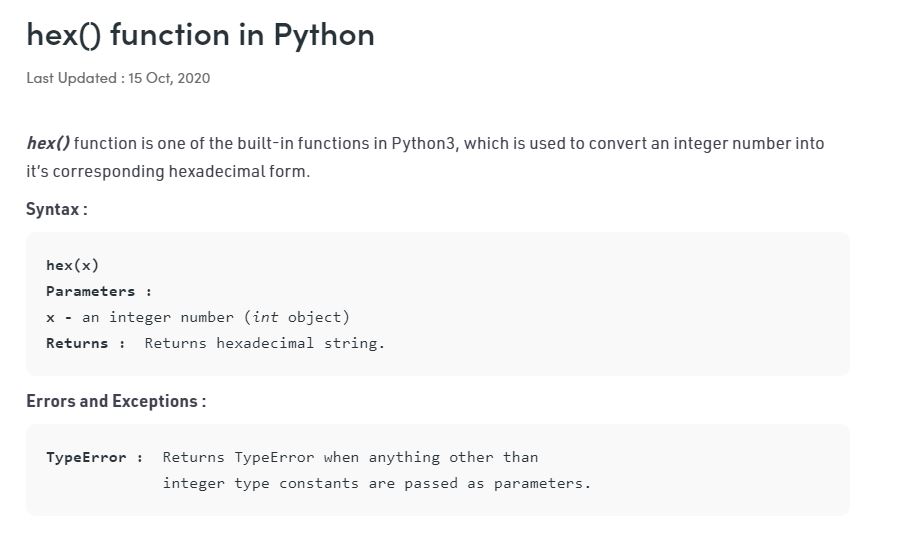 hex() function in Python
Last Updated : 15 Oct, 2020
hex() function is one of the built-in functions in Python3, which is used to convert an integer number into
it’s corresponding hexadecimal form.
Syntax :
hex(x)
Parameters :
x - an integer number (int object)
Returns :  Returns hexadecimal string.
Errors and Exceptions :
TypeError :  Returns TypeError when anything other than
integer type constants are passed as parameters.